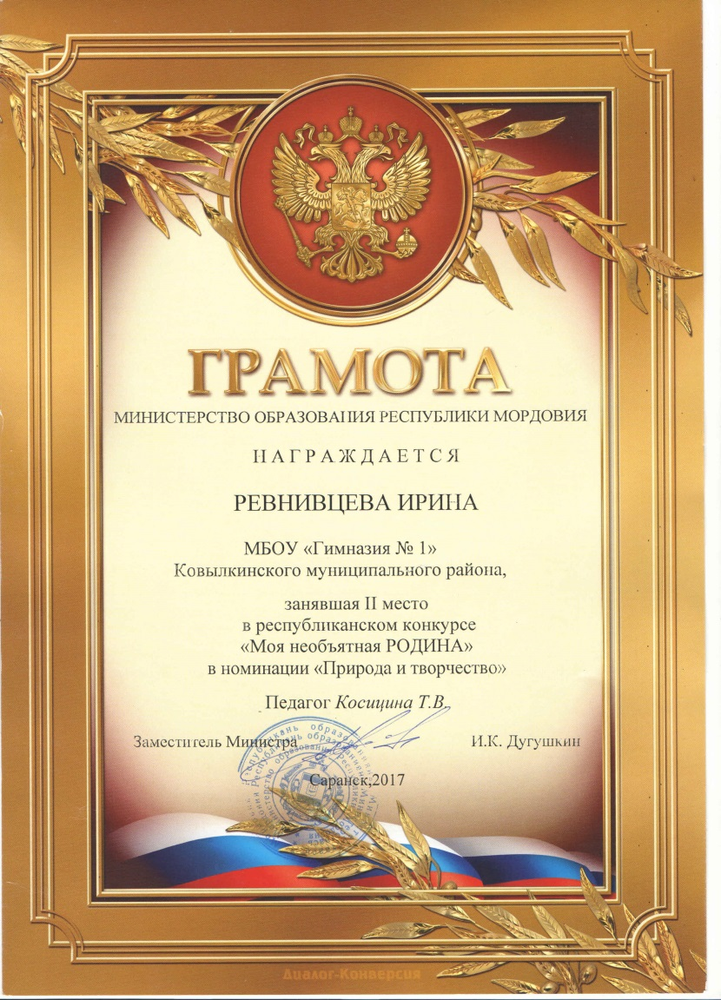 ГРАМОТА
МИНИСТЕРСТВО ОБРАЗОВАНИЯ РЕСПУБЛИКИ МОРДОВИЯ
НАГРАЖДАЕТСЯ
РЕВНИВЦЕВА ИРИНА
МБОУ «Гимназия № 1»
Ковылкинского муниципального района,
занявшая II место
в республиканском конкурсе
«Моя необъятная РОДИНА»
в номинации «Природа и творчество»
Педагог Косицина Т.В.
Заместитель Министра И.К. Дугушкин
Саранск,2017
Диалог-Конверсия